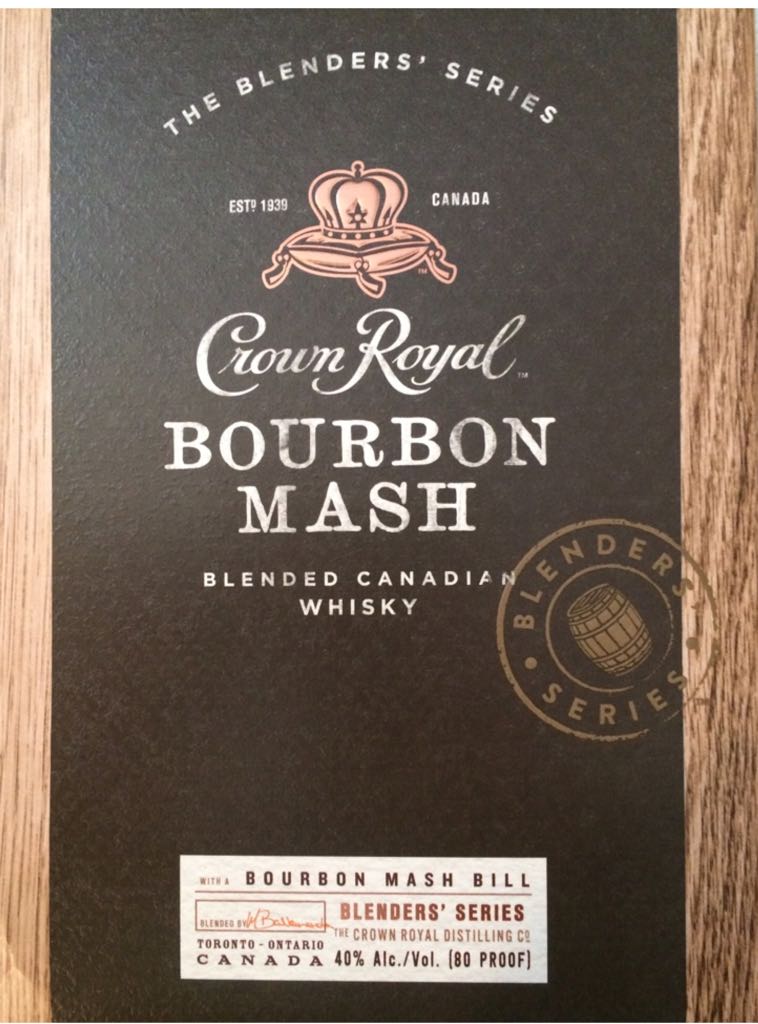 THE BLENDERS' SERIES
ESTD 1939 CANADA
Crown Royal™
BOURBON
MASH
BLENDED CANADIAN
WHISKY
BLENDERS'
SERIES
WITH A BOURBON MASH BILL
BLENDED BY
BLENDERS' SERIES
THE CROWN ROYAL DISTILLING CO
TORONTO - ONTARIO
CANADA
40% Alc./Vol. (80 PROOF)